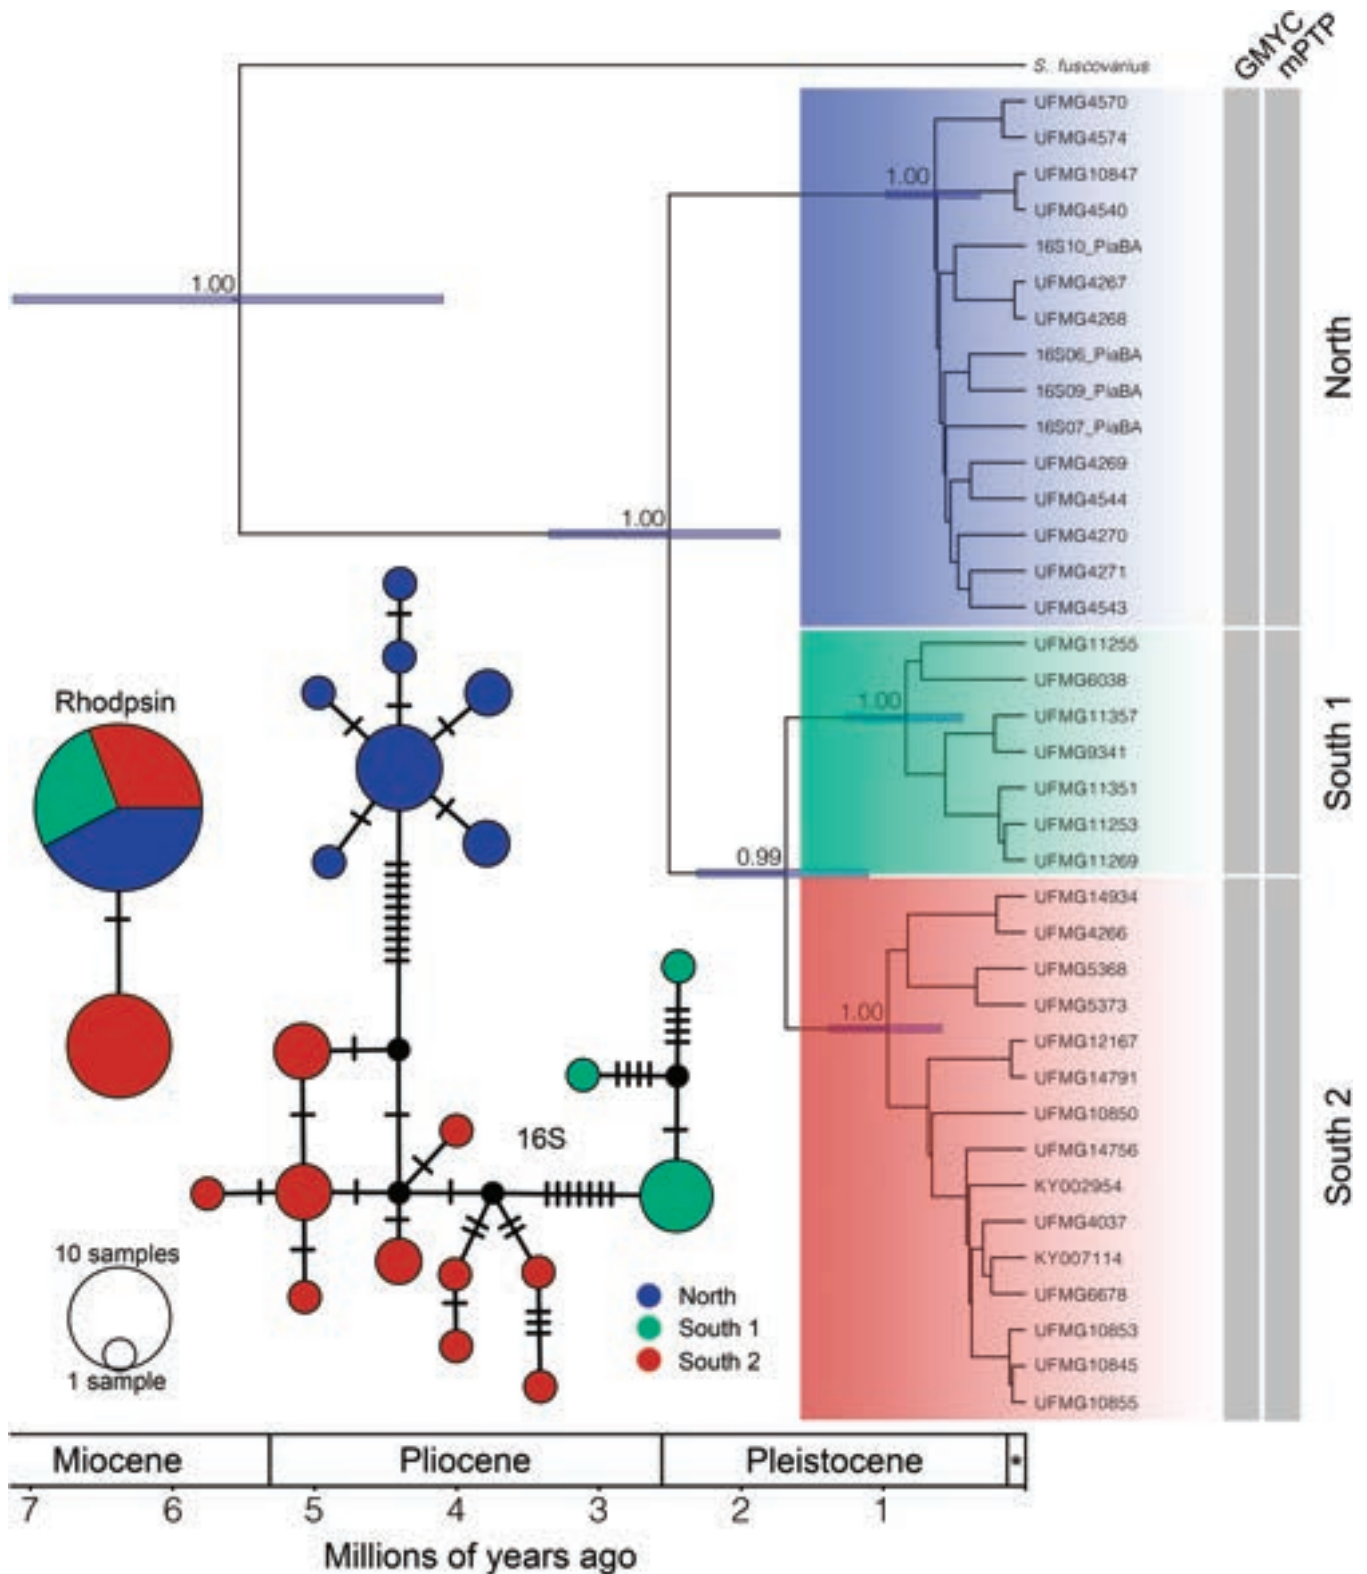 GMYC
mPTP
S. fuscovarius
UFMG4570
UFMG4574
1.00
UFMG10847
UFMG4540
16S10_PiaBA
1.00
UFMG4267
UFMG4268
North
16S06_PiaBA
16S09_PiaBA
16S07_PiaBA
UFMG4269
UFMG4544
1.00
UFMG4270
UFMG4271
UFMG4543
UFMG11255
UFMG6038
Rhodpsin
1.00
UFMG11357
UFMG9341
South 1
UFMG11351
UFMG11253
0.99
UFMG11269
UFMG14934
UFMG4266
UFMG5368
UFMG5373
1.00
UFMG12167
UFMG14791
UFMG10850
16S
UFMG14756
South 2
KY002954
UFMG4037
10 samples
KY007114
North
UFMG6678
South 1
UFMG10853
South 2
1 sample
UFMG10845
UFMG10855
Miocene
Pliocene
Pleistocene
*
7 6 5 4 3 2 1
Millions of years ago